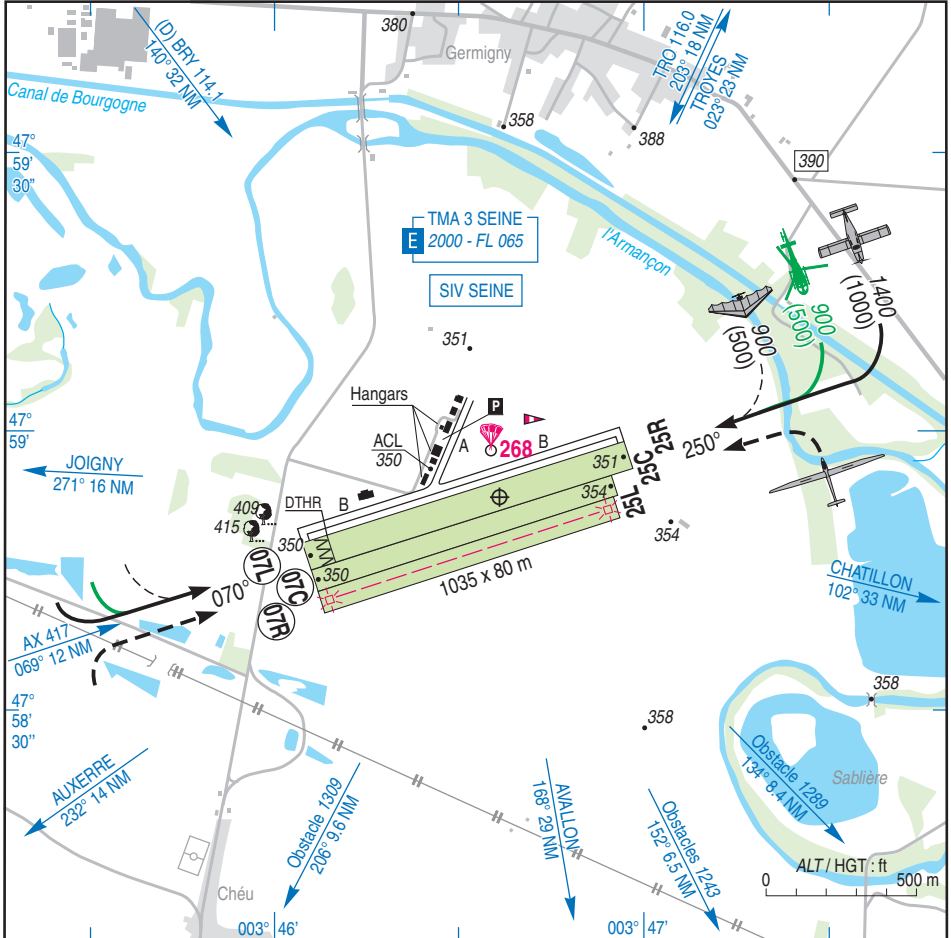 380
Germigny
(D) BRY 114.1
140° 32 NM
TRO 116.0
203° 18 NM
TROYES
023° 23 NM
Canal de Bourgogne
358
388
47°
59'
30"
390
TMA 3 SEINE
E 2000 - FL 065
l'Armançon
SIV SEINE
1400
(1000)
900
(500)
900
(500)
351
Hangars
P
47°
59'
ACL
350
A
268
B
351
25R
25C
25L
250°
JOIGNY
271° 16 NM
DTHR
B
354
409
415
350
350
354
07L
07C
07R
070°
1035 x 80 m
CHATILLON
102° 33 NM
AX 417
069° 12 NM
358
47°
58'
30"
358
AUXERRE
232° 14 NM
Obstacle 1309
206° 9.6 NM
AVALLON
168° 29 NM
Obstacles 1243
152° 6.5 NM
Obstacle 1289
134° 8.4 NM
Sablière
ALT / HGT : ft
0 500 m
Chéu
003° 46'
003° 47'